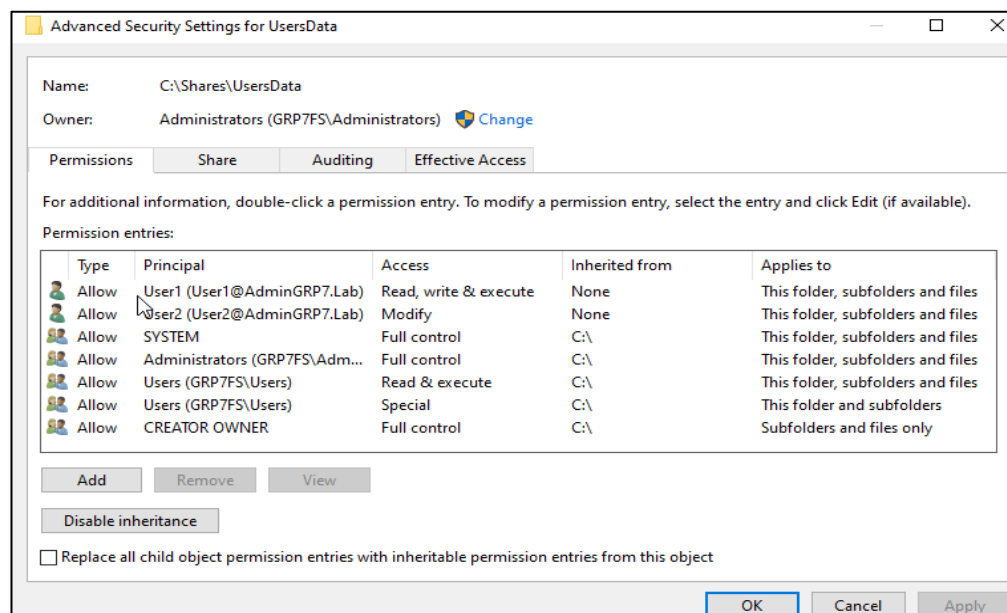 Advanced Security Settings for UsersData
Name: C:\Shares\UsersData
Owner: Administrators (GRP7FS\Administrators) Change
Permissions Share Auditing Effective Access
For additional information, double-click a permission entry. To modify a permission entry, select the entry and click Edit (if available).
Permission entries:
Type Principal Access Inherited from Applies to
Allow User1 (User1@AdminGRP7.Lab) Read, write & execute None This folder, subfolders and files
Allow User2 (User2@AdminGRP7.Lab) Modify None This folder, subfolders and files
Allow SYSTEM Full control C:\ This folder, subfolders and files
Allow Administrators (GRP7FS\Adm... Full control C:\ This folder, subfolders and files
Allow Users (GRP7FS\Users) Read & execute C:\ This folder, subfolders and files
Allow Users (GRP7FS\Users) Special C:\ This folder and subfolders
Allow CREATOR OWNER Full control C:\ Subfolders and files only
Add Remove View
Disable inheritance
Replace all child object permission entries with inheritable permission entries from this object
OK Cancel Apply